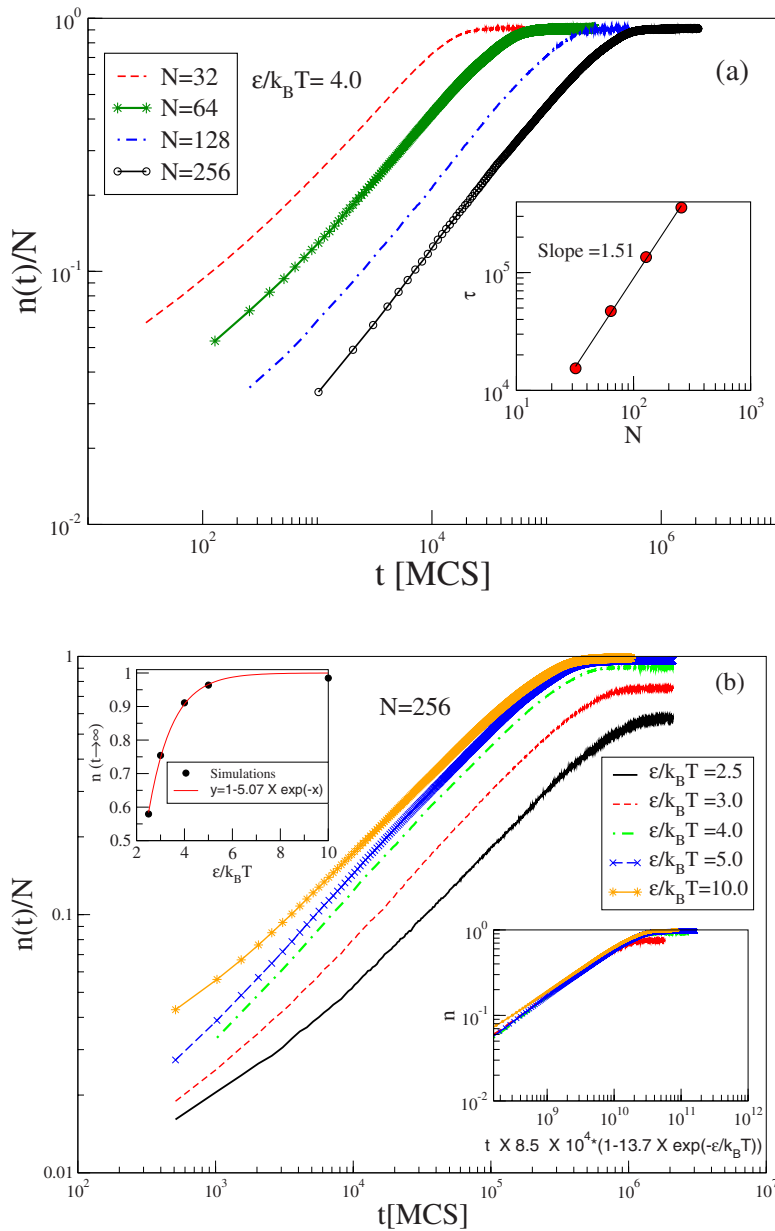 10^0
(a)
N=32
ε/k_BT= 4.0
N=64
N=128
N=256
n(t)/N
10^-1
Slope =1.51
10^5
τ
10^4
10^1
10^2
10^3
N
10^-2
10^2
10^4
10^6
t [MCS]
1
(b)
N=256
1
0.9
0.8
0.7
0.6
0.5
n (t→∞)
Simulations
y=1-5.07 X exp(-x)
2
4
6
8
10
ε/k_BT
ε/k_BT =2.5
ε/k_BT =3.0
ε/k_BT =4.0
ε/k_BT =5.0
ε/k_BT=10.0
n(t)/N
0.1
10^0
n
10^-1
10^-2
10^9
10^10
10^11
10^12
t X 8.5 X 10^4*(1-13.7 X exp(-ε/k_BT))
0.01
10^2
10^3
10^4
10^5
10^6
10^7
t[MCS]